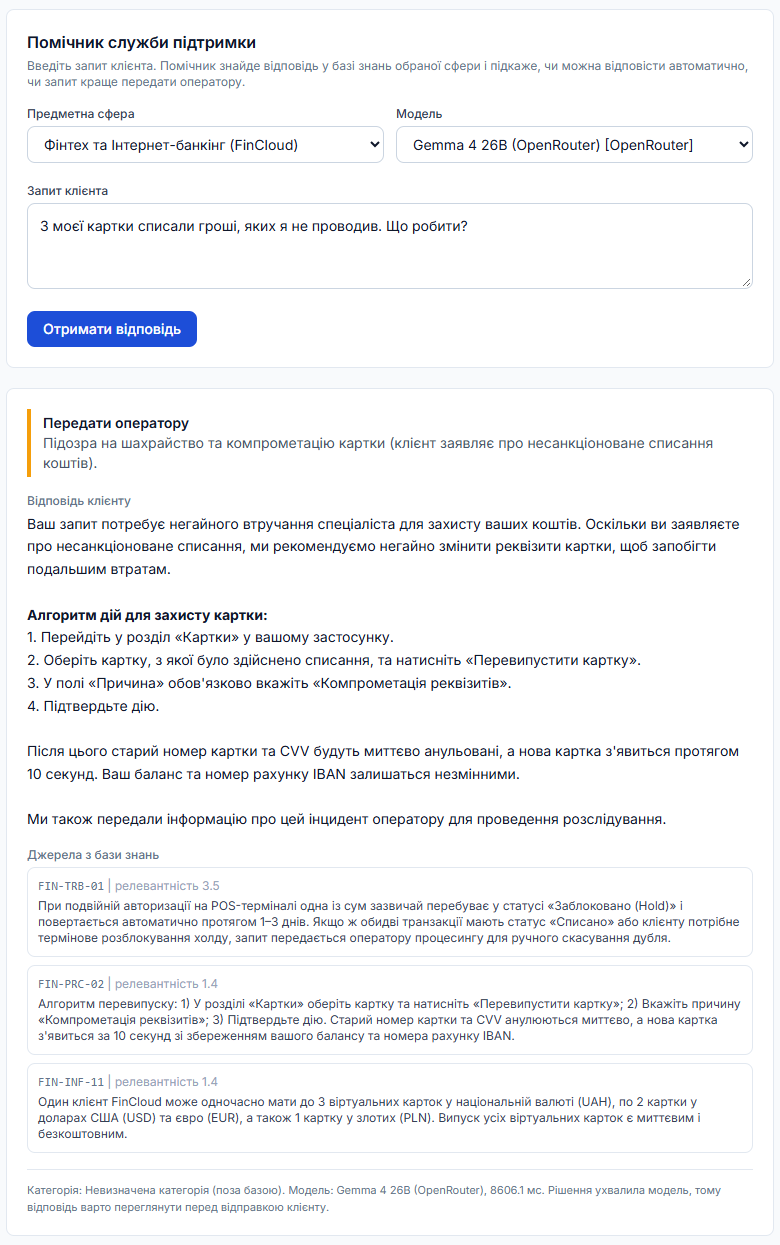 Помічник служби підтримки
Введіть запит клієнта. Помічник знайде відповідь у базі знань обраної сфери і підкаже, чи можна відповісти автоматично,
чи запит краще передати оператору.
Предметна сфера
Модель
Фінтех та Інтернет-банкінг (FinCloud)
Gemma 4 26B (OpenRouter) [OpenRouter]
Запит клієнта
З моєї картки списали гроші, яких я не проводив. Що робити?
Отримати відповідь
Передати оператору
Підозра на шахрайство та компрометацію картки (клієнт заявляє про несанкціоноване списання
коштів).
Відповідь клієнту
Ваш запит потребує негайного втручання спеціаліста для захисту ваших коштів. Оскільки ви заявляєте
про несанкціоноване списання, ми рекомендуємо негайно змінити реквізити картки, щоб запобігти
подальшим втратам.
Алгоритм дій для захисту картки:
1. Перейдіть у розділ «Картки» у вашому застосунку.
2. Оберіть картку, з якої було здійснено списання, та натисніть «Перевипустити картку».
3. У полі «Причина» обов'язково вкажіть «Компрометація реквізитів».
4. Підтвердьте дію.
Після цього старий номер картки та CVV будуть миттєво анульовані, а нова картка з'явиться протягом
10 секунд. Ваш баланс та номер рахунку IBAN залишаться незмінними.
Ми також передали інформацію про цей інцидент оператору для проведення розслідування.
Джерела з бази знань
FIN-TRB-01 | релевантність 3.5
При подвійній авторизації на POS-терміналі одна із сум зазвичай перебуває у статусі «Заблоковано (Hold)» і
повертається автоматично протягом 1–3 днів. Якщо ж обидві транзакції мають статус «Списано» або клієнту потрібне
термінове розблокування холду, запит передається оператору процесингу для ручного скасування дубля.
FIN-PRC-02 | релевантність 1.4
Алгоритм перевипуску: 1) У розділі «Картки» оберіть картку та натисніть «Перевипустити картку»; 2) Вкажіть причину
«Компрометація реквізитів»; 3) Підтвердьте дію. Старий номер картки та CVV анулюються миттєво, а нова картка
з'явиться за 10 секунд зі збереженням вашого балансу та номера рахунку IBAN.
FIN-INF-11 | релевантність 1.4
Один клієнт FinCloud може одночасно мати до 3 віртуальних карток у національній валюті (UAH), по 2 картки у
доларах США (USD) та євро (EUR), а також 1 картку у злотих (PLN). Випуск усіх віртуальних карток є миттєвим і
безкоштовним.
Категорія: Невизначена категорія (поза базою). Модель: Gemma 4 26B (OpenRouter), 8606.1 мс. Рішення ухвалила модель, тому
відповідь варто переглянути перед відправкою клієнту.